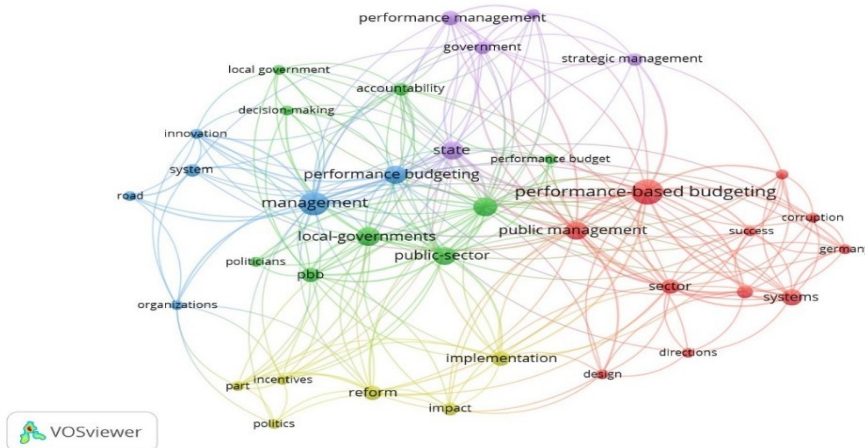 performance management
government
strategic management
local government
accountability
decision-making
innovation
state
performance budget
system
performance budgeting
road
management
performance-based budgeting
corruption
public management
success
local-governments
germany
public-sector
politicians
pbb
sector
systems
organizations
directions
implementation
design
part
incentives
reform
impact
politics
VOSviewer